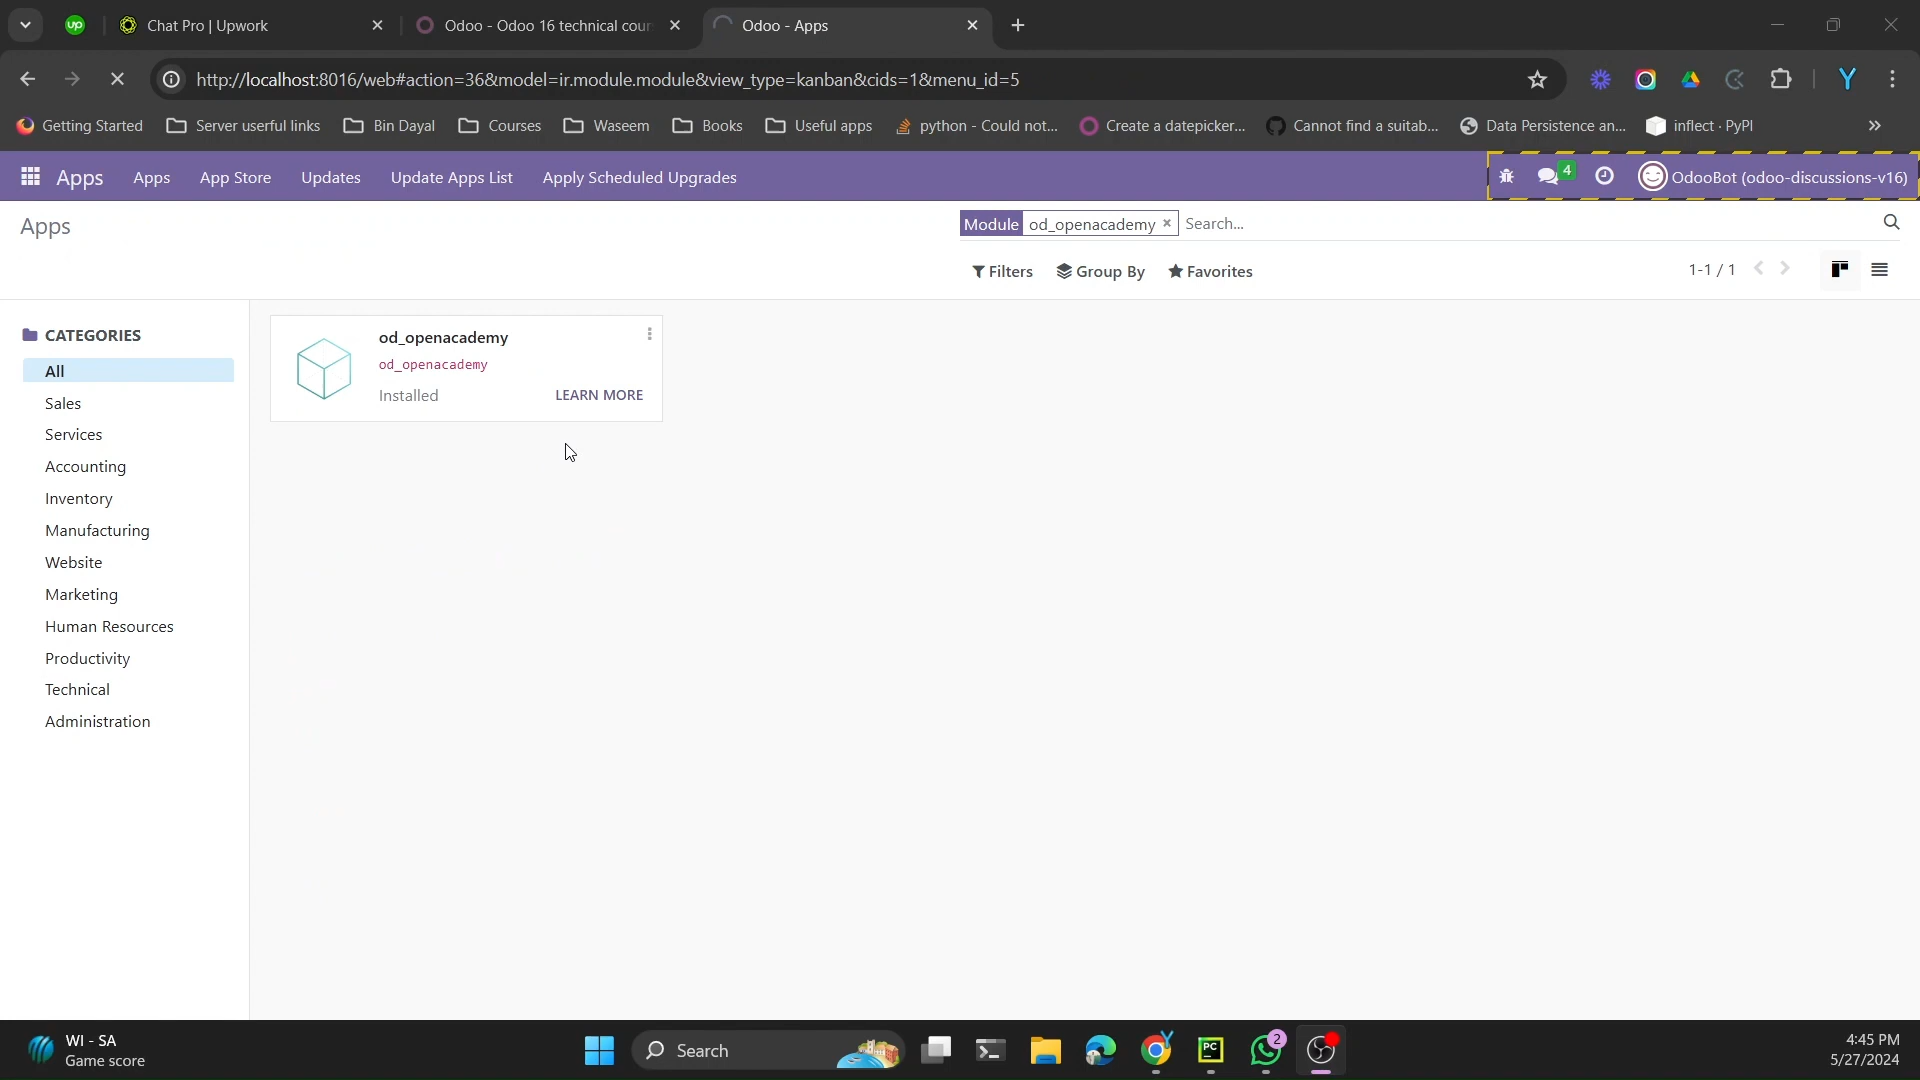 up
Chat Pro | Upwork
Odoo - Odoo 16 technical cour
Odoo - Apps
http://localhost:8016/web#action=36&model=ir.module.module&view_type=kanban&cids=1&menu_id=5
Y
Getting Started
Server userful links
Bin Dayal
Courses
Waseem
Books
Useful apps
python - Could not...
Create a datepicker...
Cannot find a suitab...
Data Persistence an...
inflect · PyPI
Apps
Apps
App Store
Updates
Update Apps List
Apply Scheduled Upgrades
4
OdooBot (odoo-discussions-v16)
Apps
Module od_openacademy
Search...
Filters
Group By
Favorites
1-1 / 1
CATEGORIES
All
Sales
Services
Accounting
Inventory
Manufacturing
Website
Marketing
Human Resources
Productivity
Technical
Administration
od_openacademy
od_openacademy
Installed
LEARN MORE
WI - SA
Game score
Search
Y
PC
2
4:45 PM
5/27/2024